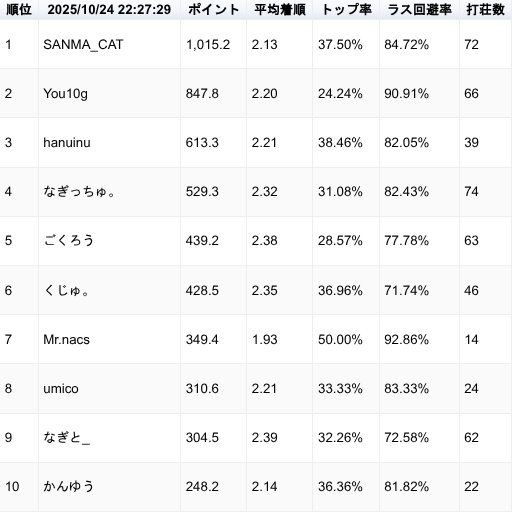 順位 2025/10/24 22:27:29 ポイント 平均着順 トップ率 ラス回避率 打荘数
1 SANMA_CAT 1,015.2 2.13 37.50% 84.72% 72
2 You10g 847.8 2.20 24.24% 90.91% 66
3 hanuinu 613.3 2.21 38.46% 82.05% 39
4 なぎっちゅ。 529.3 2.32 31.08% 82.43% 74
5 ごくろう 439.2 2.38 28.57% 77.78% 63
6 くじゅ。 428.5 2.35 36.96% 71.74% 46
7 Mr.nacs 349.4 1.93 50.00% 92.86% 14
8 umico 310.6 2.21 33.33% 83.33% 24
9 なぎと_ 304.5 2.39 32.26% 72.58% 62
10 かんゆう 248.2 2.14 36.36% 81.82% 22